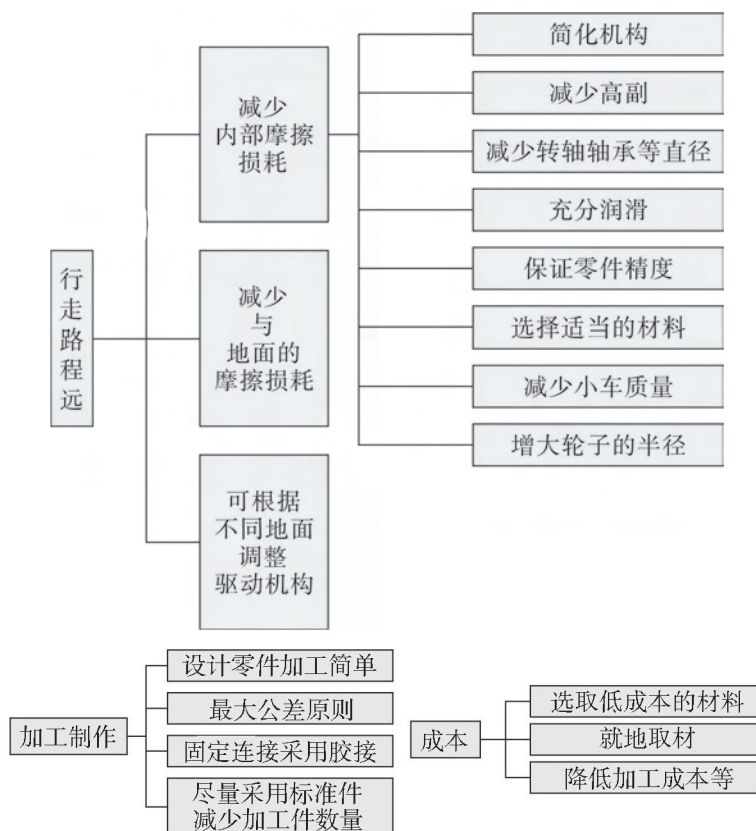 行走路程远
减少
内部摩擦
损耗
减少
与
地面的
摩擦损耗
可根据
不同地面
调整
驱动机构
简化机构
减少高副
减少转轴轴承等直径
充分润滑
保证零件精度
选择适当的材料
减少小车质量
增大轮子的半径
加工制作
设计零件加工简单
最大公差原则
固定连接采用胶接
尽量采用标准件
减少加工件数量
成本
选取低成本的材料
就地取材
降低加工成本等